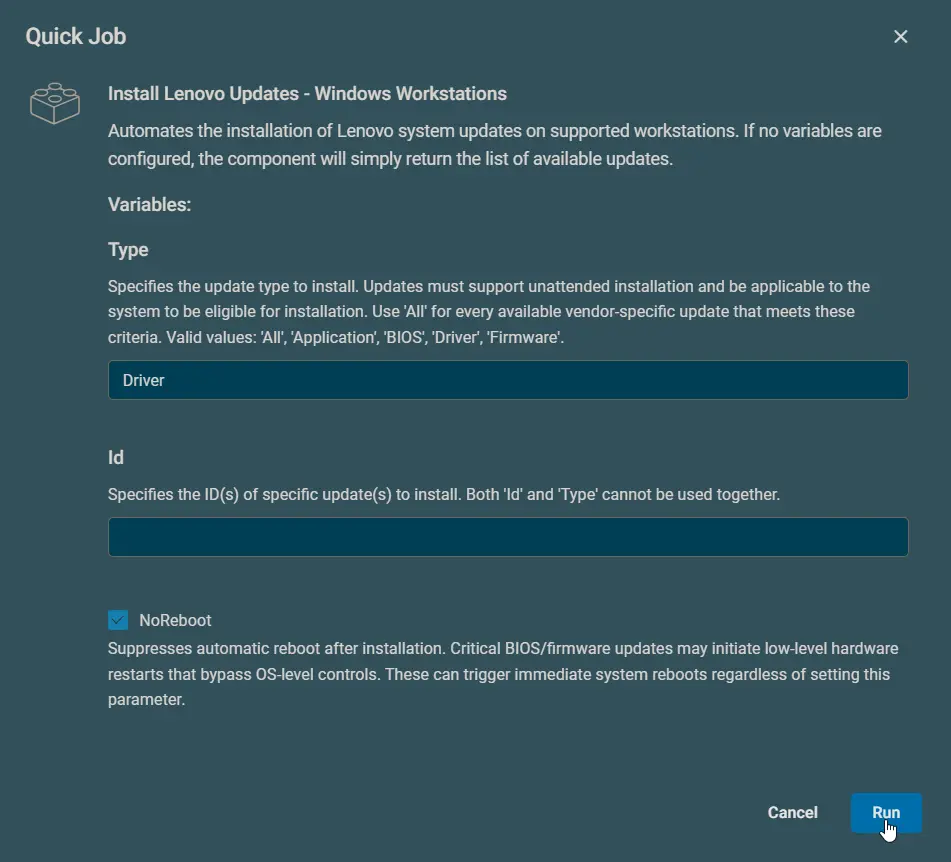 Quick Job
Install Lenovo Updates - Windows Workstations
Automates the installation of Lenovo system updates on supported workstations. If no variables are
configured, the component will simply return the list of available updates.
Variables:
Type
Specifies the update type to install. Updates must support unattended installation and be applicable to the
system to be eligible for installation. Use 'All' for every available vendor-specific update that meets these
criteria. Valid values: 'All', 'Application', 'BIOS', 'Driver', 'Firmware'.
Driver
Id
Specifies the ID(s) of specific update(s) to install. Both 'Id' and 'Type' cannot be used together.
NoReboot
Suppresses automatic reboot after installation. Critical BIOS/firmware updates may initiate low-level hardware
restarts that bypass OS-level controls. These can trigger immediate system reboots regardless of setting this
parameter.
Cancel
Run